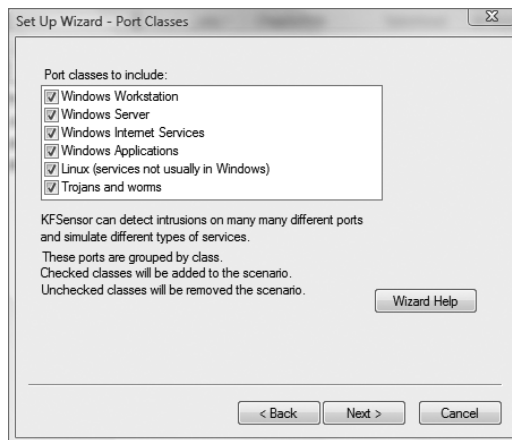 Set Up Wizard - Port Classes
Port classes to include:
Windows Workstation
Windows Server
Windows Internet Services
Windows Applications
Linux (services not usually in Windows)
Trojans and worms
KFSensor can detect intrusions on many many different ports
and simulate different types of services.
These ports are grouped by class.
Checked classes will be added to the scenario.
Unchecked classes will be removed the scenario.
Wizard Help
< Back
Next >
Cancel